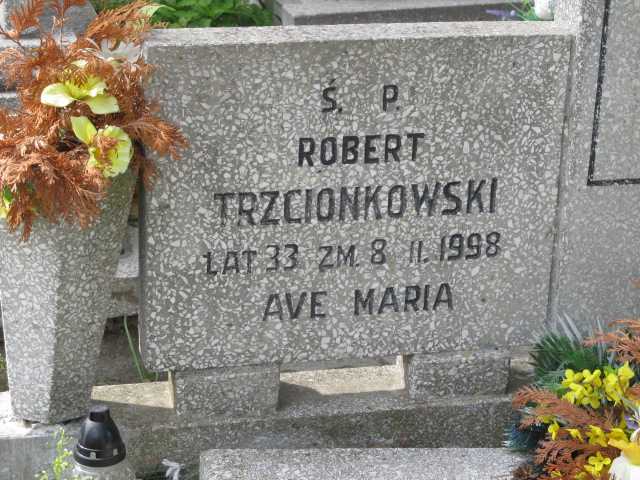 Ś. P.
ROBERT
TRZCIONKOWSKI
LAT 33 ZM. 8 II. 1998
AVE MARIA